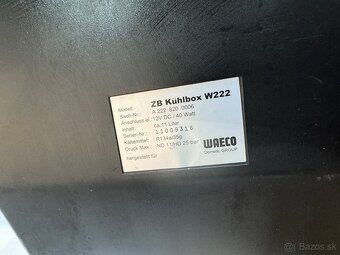 Modell: ZB Kühlbox W222
Sach-Nr.: A 222 820 0006
Anschluss el.: 12V DC / 40 Watt
Inhalt: ca.11 Liter
Serien-Nr.: 11009316
Kältemittel: R134a/35g
Druck Max.: ND 11/HD 25 bar
hergestellt für
WAECO
Dometic GROUP
© Bazos.sk